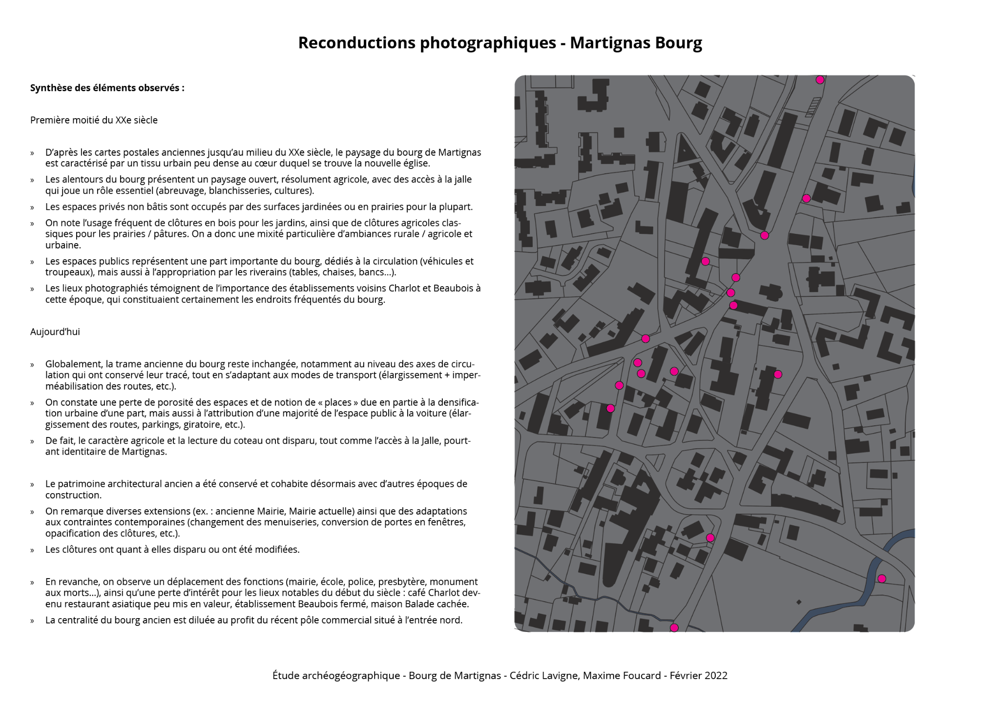 Reconductions photographiques - Martignas Bourg
Synthèse des éléments observés :
Première moitié du XXe siècle
» D’après les cartes postales anciennes jusqu’au milieu du XXe siècle, le paysage du bourg de Martignas
est caractérisé par un tissu urbain peu dense au cœur duquel se trouve la nouvelle église.
» Les alentours du bourg présentent un paysage ouvert, résolument agricole, avec des accès à la jalle
qui joue un rôle essentiel (abreuvage, blanchisseries, cultures).
» Les espaces privés non bâtis sont occupés par des surfaces jardinées ou en prairies pour la plupart.
» On note l’usage fréquent de clôtures en bois pour les jardins, ainsi que de clôtures agricoles clas-
siques pour les prairies / pâtures. On a donc une mixité particulière d’ambiances rurale / agricole et
urbaine.
» Les espaces publics représentent une part importante du bourg, dédiés à la circulation (véhicules et
troupeaux), mais aussi à l’appropriation par les riverains (tables, chaises, bancs...).
» Les lieux photographiés témoignent de l’importance des établissements voisins Charlot et Beaubois à
cette époque, qui constituaient certainement les endroits fréquentés du bourg.
Aujourd’hui
» Globalement, la trame ancienne du bourg reste inchangée, notamment au niveau des axes de circu-
lation qui ont conservé leur tracé, tout en s’adaptant aux modes de transport (élargissement + imper-
méabilisation des routes, etc.).
» On constate une perte de porosité des espaces et de notion de « places » due en partie à la densifica-
tion urbaine d’une part, mais aussi à l’attribution d’une majorité de l’espace public à la voiture (élar-
gissement des routes, parkings, giratoire, etc.).
» De fait, le caractère agricole et la lecture du coteau ont disparu, tout comme l’accès à la Jalle, pourt-
ant identitaire de Martignas.
» Le patrimoine architectural ancien a été conservé et cohabite désormais avec d’autres époques de
construction.
» On remarque diverses extensions (ex. : ancienne Mairie, Mairie actuelle) ainsi que des adaptations
aux contraintes contemporaines (changement des menuiseries, conversion de portes en fenêtres,
opacification des clôtures, etc.).
» Les clôtures ont quant à elles disparu ou ont été modifiées.
» En revanche, on observe un déplacement des fonctions (mairie, école, police, presbytère, monument
aux morts...), ainsi qu’une perte d’intérêt pour les lieux notables du début du siècle : café Charlot dev-
enu restaurant asiatique peu mis en valeur, établissement Beaubois fermé, maison Balade cachée.
» La centralité du bourg ancien est diluée au profit du récent pôle commercial situé à l’entrée nord.
Étude archéogéographique - Bourg de Martignas - Cédric Lavigne, Maxime Foucard - Février 2022